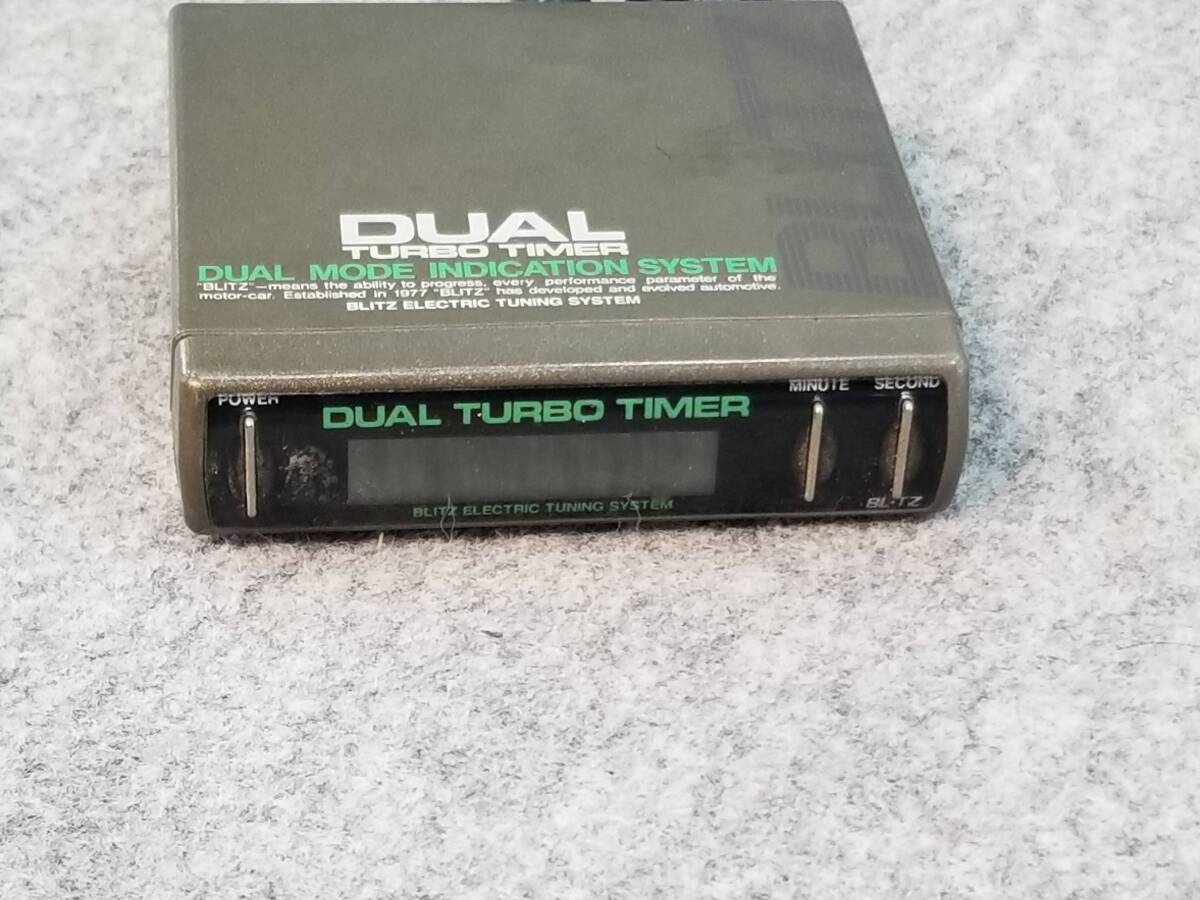 DUAL
TURBO TIMER
DUAL MODE INDICATION SYSTEM
"BLITZ"—means the ability to progress, every performance parameter of the
motor-car. Established in 1977 "BLITZ" has developed and evolved automotive.
BLITZ ELECTRIC TUNING SYSTEM
BLITZ
POWER
DUAL TURBO TIMER
MINUTE
SECOND
BLITZ ELECTRIC TUNING SYSTEM
BLITZ